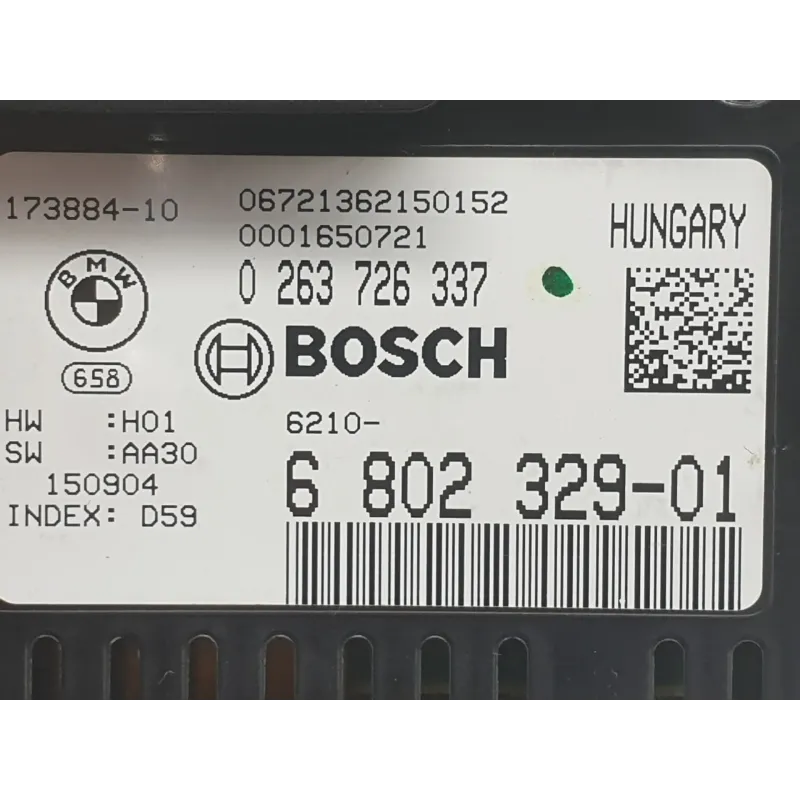 173884-10
06721362150152
0001650721
0 263 726 337
HUNGARY
BMW
658
BOSCH
HW :H01
SW :AA30
150904
INDEX: D59
6210-
6 802 329-01